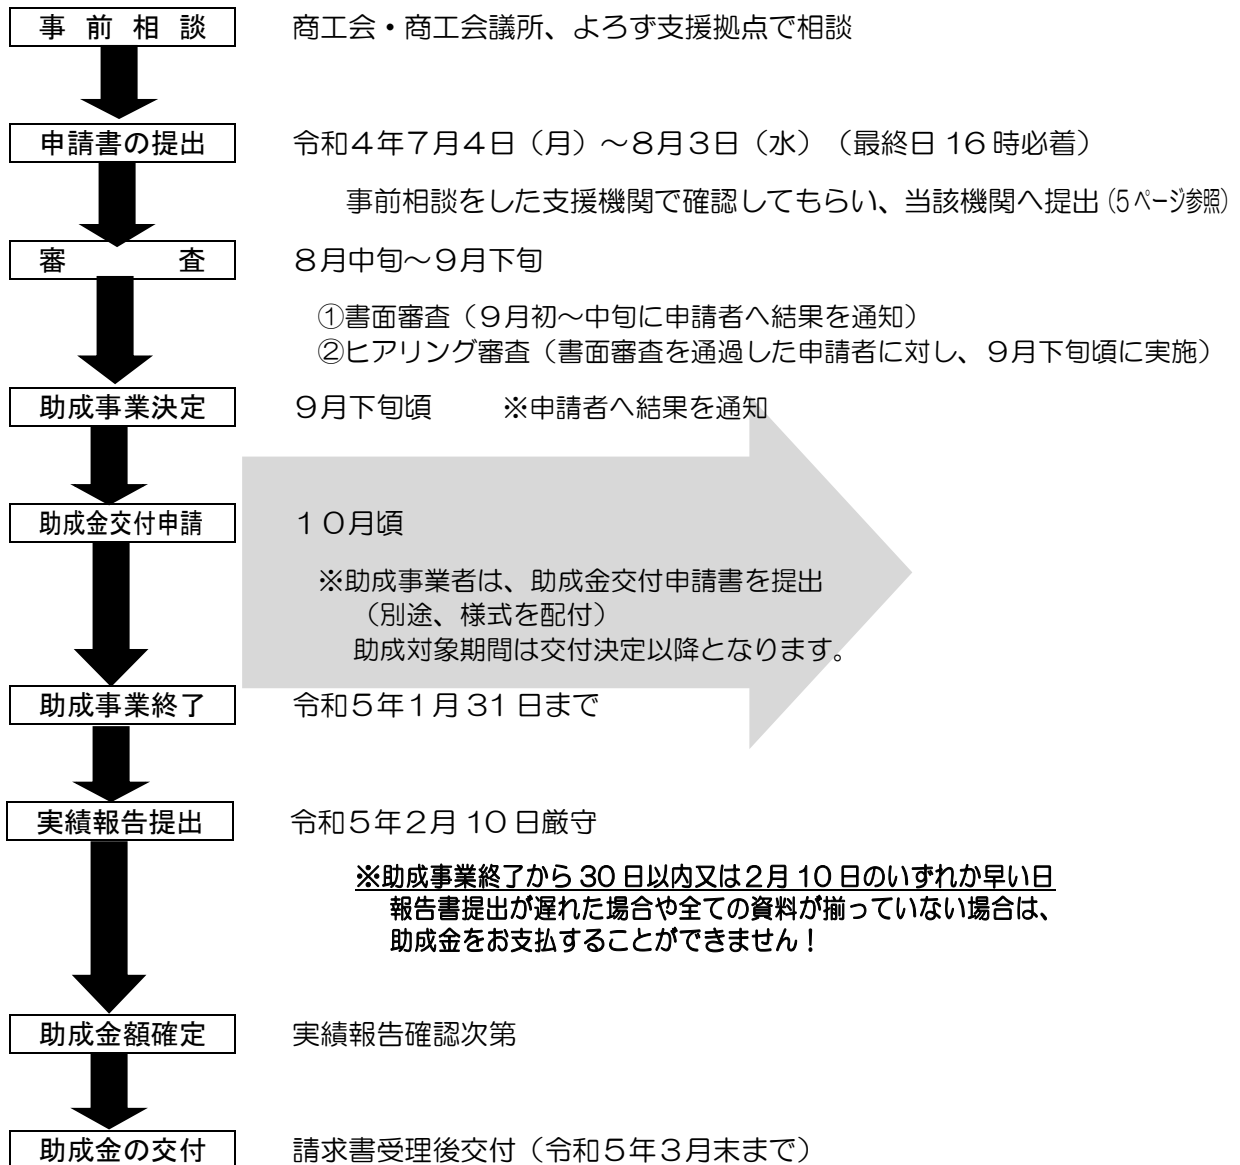 事前相談 商工会・商工会議所、よろず支援拠点で相談
申請書の提出 令和４年７月４日（月）～８月３日（水）（最終日 16 時必着）
事前相談をした支援機関で確認してもらい、当該機関へ提出（5ページ参照）
審査 ８月中旬～９月下旬
①書面審査（９月初～中旬に申請者へ結果を通知）
②ヒアリング審査（書面審査を通過した申請者に対し、９月下旬頃に実施）
助成事業決定 ９月下旬頃 ※申請者へ結果を通知
助成金交付申請 １０月頃
※助成事業者は、助成金交付申請書を提出
（別途、様式を配付）
助成対象期間は交付決定以降となります。
助成事業終了 令和５年１月 31 日まで
実績報告提出 令和５年２月 10 日厳守
※助成事業終了から 30 日以内又は２月 10 日のいずれか早い日
報告書提出が遅れた場合や全ての資料が揃っていない場合は、
助成金をお支払することができません！
助成金額確定 実績報告確認次第
助成金の交付 請求書受理後交付（令和５年３月末まで）